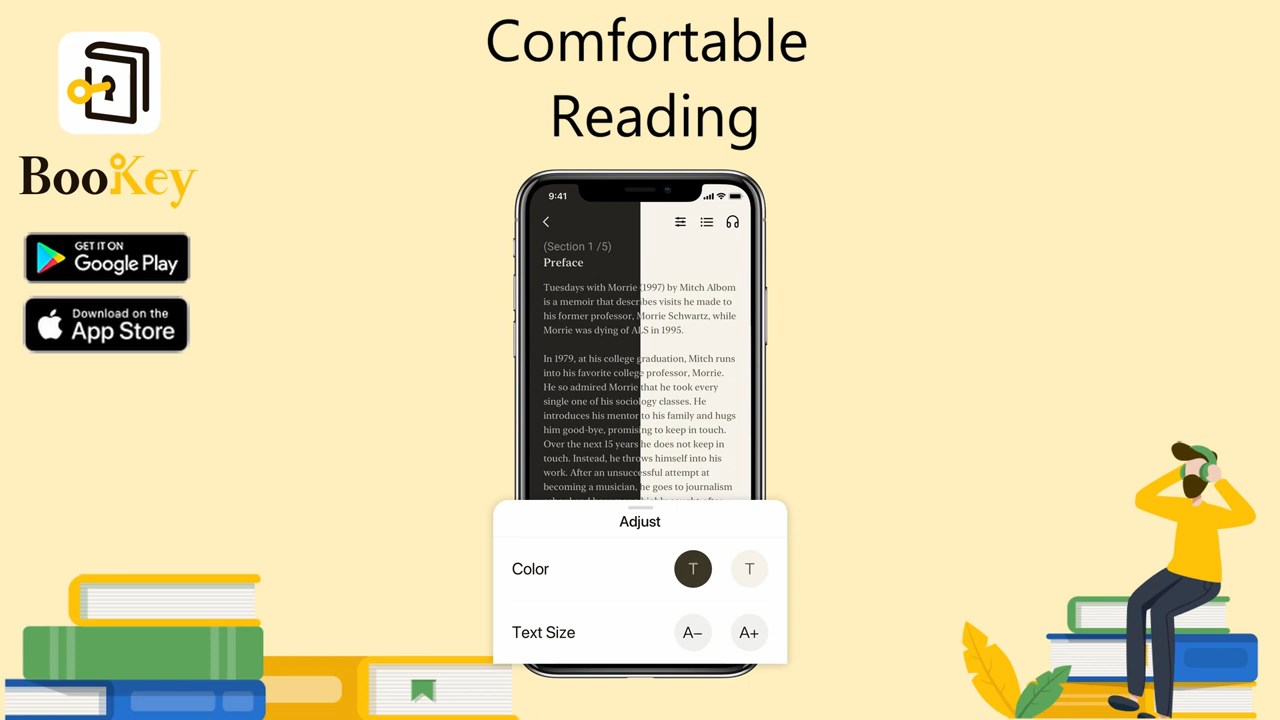 Comfortable
Reading
BooKey
GET IT ON
Google Play
Download on the
App Store
9:41
(Section 1 /5)
Preface
Tuesdays with Morrie (1997) by Mitch Albom
is a memoir that describes visits he made to
his former professor, Morrie Schwartz, while
Morrie was dying of ALS in 1995.
In 1979, at his college graduation, Mitch runs
into his favorite college professor, Morrie.
He so admired Morrie that he took every
single one of his sociology classes. He
introduces his mentor to his family and hugs
him good-bye, promising to keep in touch.
Over the next 15 years he does not keep in
touch. Instead, he throws himself into his
work. After an unsuccessful attempt at
becoming a musician, he goes to journalism
Adjust
Color
T T
Text Size
A– A+